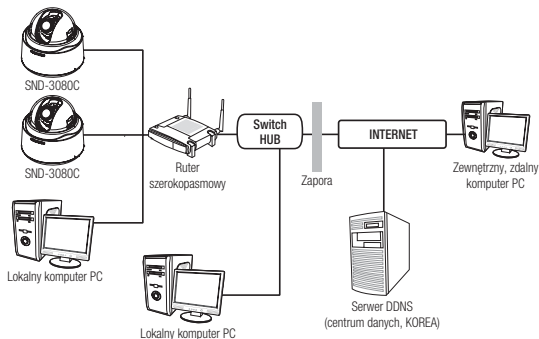 SND-3080C
SND-3080C
Lokalny komputer PC
Ruter
szerokopasmowy
Switch
HUB
Lokalny komputer PC
Zapora
INTERNET
Serwer DDNS
(centrum danych, KOREA)
Zewnętrzny, zdalny
komputer PC